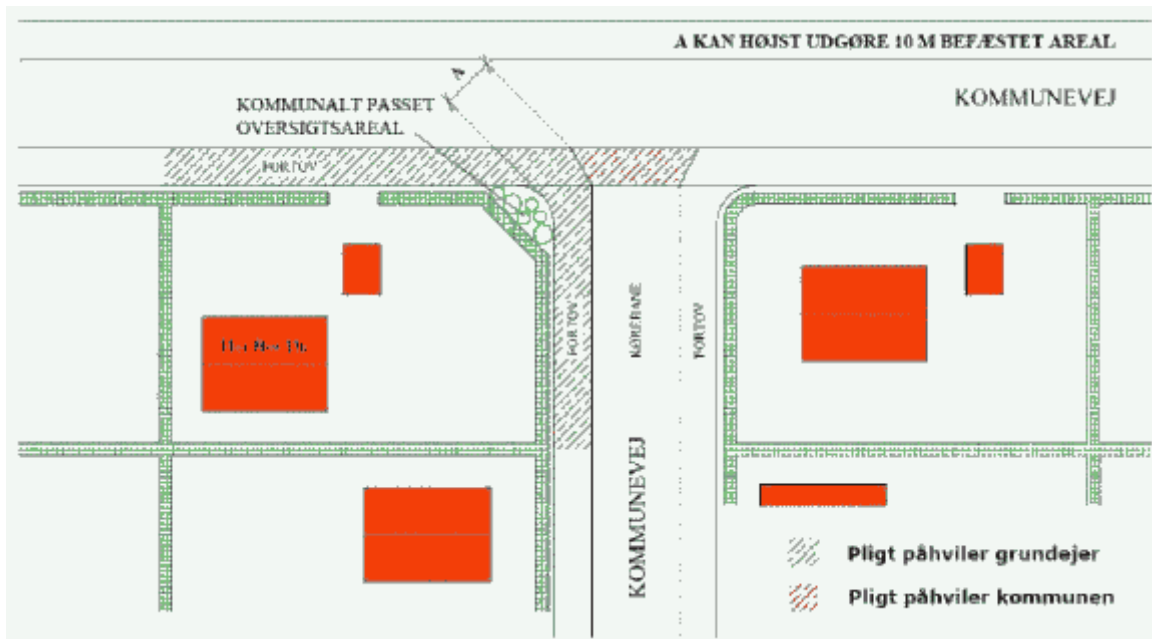 A KAN HØJST UDGØRE 10 M BEFÆSTET AREAL
KOMMUNEVEJ
A
KOMMUNALT PASSET
OVERSIGTSAREAL
FORTOV
FORTOV
KØREBANE
FORTOV
KOMMUNEVEJ
Pligt påhviler grundejer
Pligt påhviler kommunen